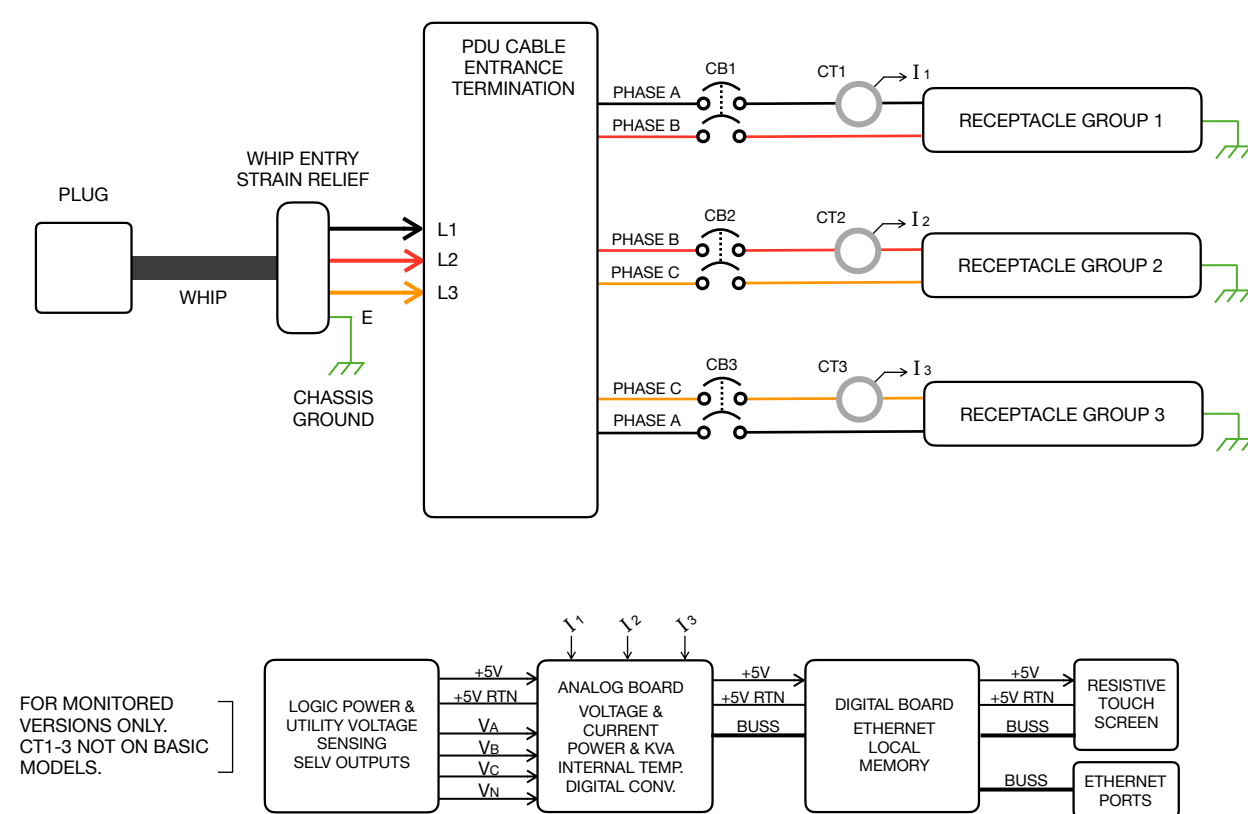 PDU CABLE
ENTRANCE
TERMINATION
PHASE A
PHASE B
CB1
CT1
I 1
RECEPTACLE GROUP 1
WHIP ENTRY
STRAIN RELIEF
PLUG
WHIP
L1
L2
L3
E
CHASSIS
GROUND
PHASE B
PHASE C
CB2
CT2
I 2
RECEPTACLE GROUP 2
PHASE C
PHASE A
CB3
CT3
I 3
RECEPTACLE GROUP 3
I 1
I 2
I 3
FOR MONITORED
VERSIONS ONLY.
CT1-3 NOT ON BASIC
MODELS.
LOGIC POWER &
UTILITY VOLTAGE
SENSING
SELV OUTPUTS
+5V
+5V RTN
VA
VB
VC
VN
ANALOG BOARD
VOLTAGE &
CURRENT
POWER & KVA
INTERNAL TEMP.
DIGITAL CONV.
+5V
+5V RTN
BUSS
DIGITAL BOARD
ETHERNET
LOCAL
MEMORY
+5V
+5V RTN
BUSS
BUSS
RESISTIVE
TOUCH
SCREEN
ETHERNET
PORTS